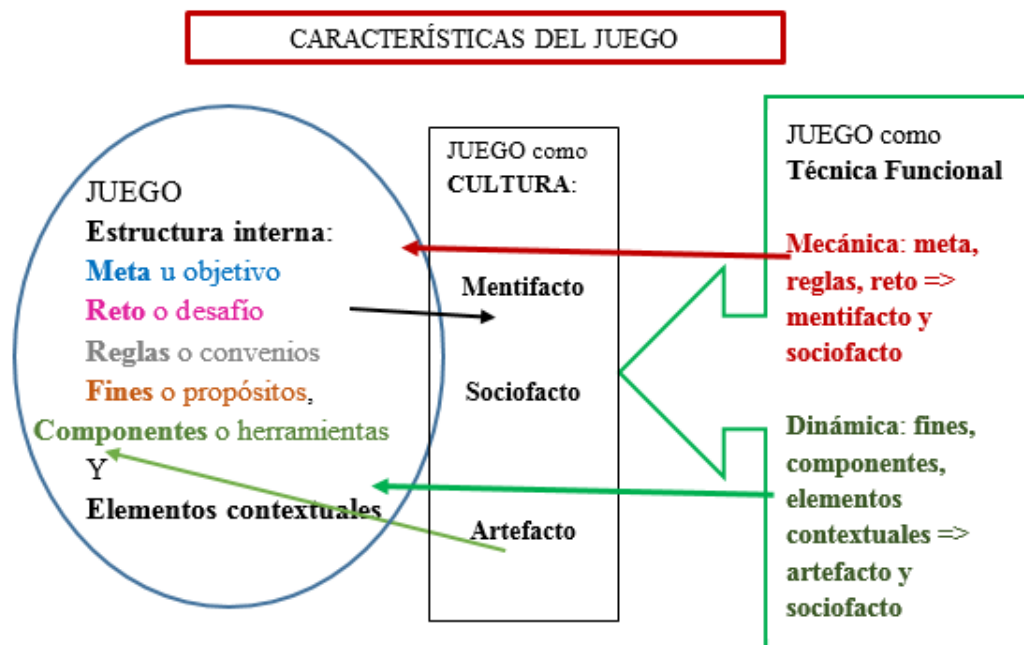 CARACTERÍSTICAS DEL JUEGO
JUEGO
Estructura interna:
Meta u objetivo
Reto o desafío
Reglas o convenios
Fines o propósitos,
Componentes o herramientas
Y
Elementos contextuales
JUEGO como
CULTURA:
Mentifacto
Sociofacto
Artefacto
JUEGO como
Técnica Funcional
Mecánica: meta,
reglas, reto =>
mentifacto y
sociofacto
Dinámica: fines,
componentes,
elementos
contextuales =>
artefacto y
sociofacto